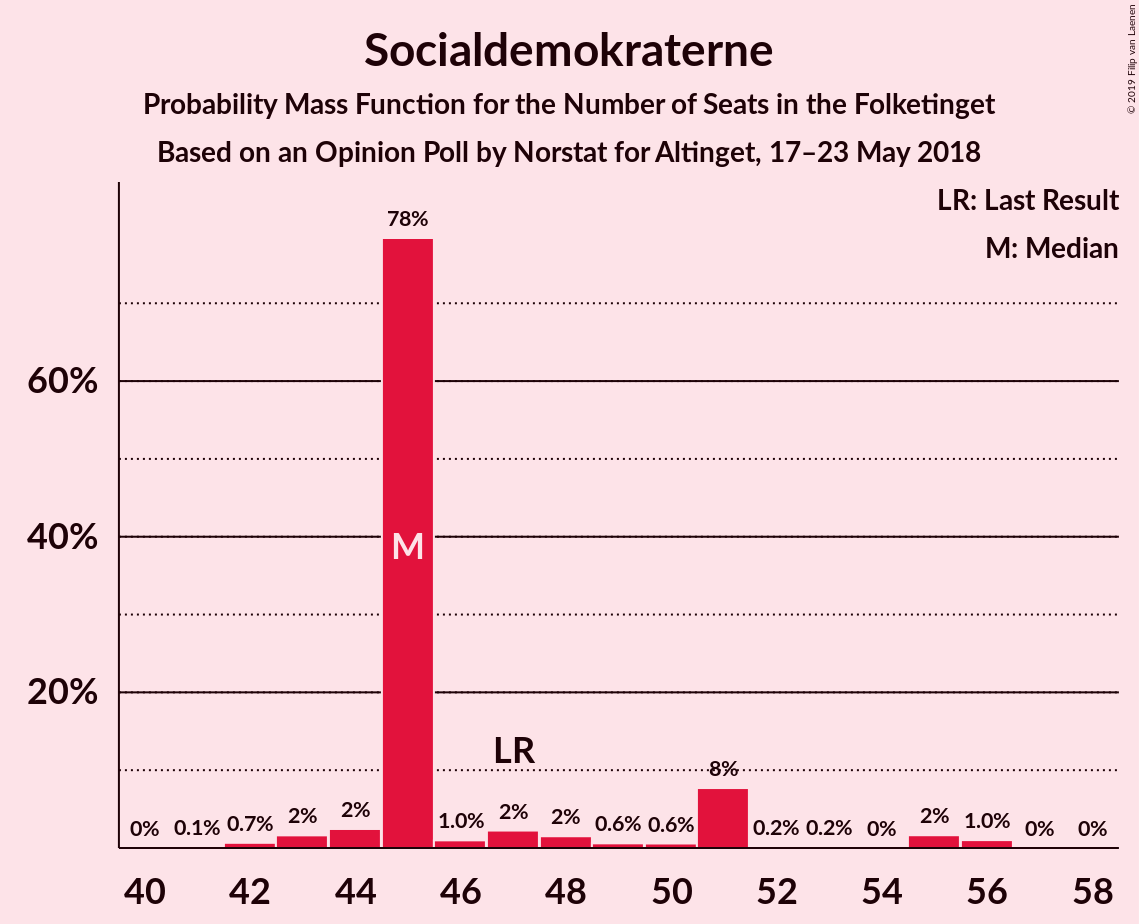 Socialdemokraterne
Probability Mass Function for the Number of Seats in the Folketinget
Based on an Opinion Poll by Norstat for Altinget, 17–23 May 2018
© 2019 Filip van Laenen
LR: Last Result
M: Median
78%
60%
40%
M
20%
LR
0% 0.1% 0.7% 2% 2% 1.0% 2% 2% 0.6% 0.6% 8% 0.2% 0.2% 0% 2% 1.0% 0% 0%
40 42 44 46 48 50 52 54 56 58